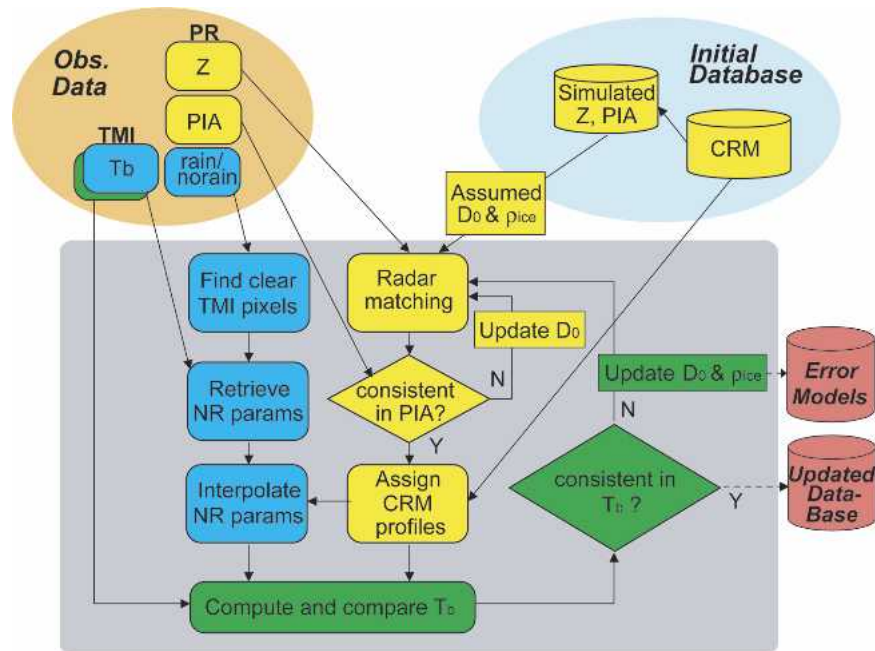 Obs.
Data
PR
Z
PIA
TMI
Tb
rain/
norain
Initial
Database
Simulated
Z, PIA
CRM
Assumed
D₀ & ρice
Find clear
TMI pixels
Radar
matching
Update D₀
Retrieve
NR params
consistent
in PIA?
N
Y
Interpolate
NR params
Assign
CRM
profiles
Update D₀ & ρice
N
consistent in
Tb ?
Y
Error
Models
Updated
Data-
Base
Compute and compare Tb